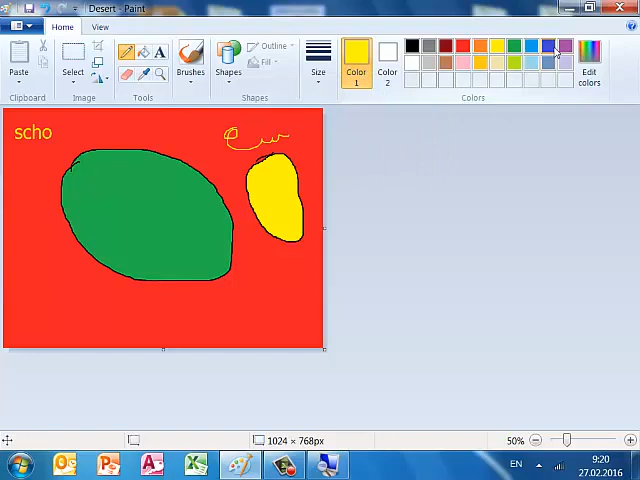 Desert - Paint
Home View
Paste Select Brushes Shapes Outline Fill Size Color 1 Color 2 Edit colors
Clipboard Image Tools Shapes Colors
scho
1024 × 768px 50%
EN 9:20
27.02.2016